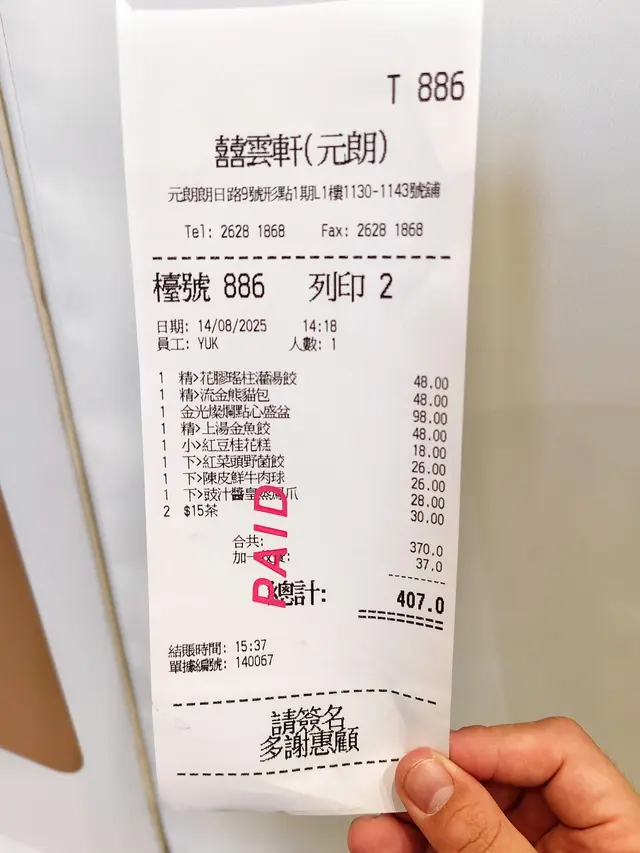 T 886
囍雲軒(元朗)
元朗朗日路9號形點1期L1樓1130-1143號舖
Tel: 2628 1868 Fax: 2628 1868
檯號 886 列印 2
日期: 14/08/2025 14:18
員工: YUK 人數: 1
1 精>花膠瑤柱灌湯餃 48.00
1 精>流金熊貓包 48.00
1 金光燦爛點心盛盆 98.00
1 精>上湯金魚餃 48.00
1 小>紅豆桂花糕 18.00
1 下>紅菜頭野菌餃 26.00
1 下>陳皮鮮牛肉球 26.00
1 下>豉汁醬皇蒸鳳爪 28.00
2 $15茶 30.00
合共: 370.0
加一 37.0
PAID
總計: 407.0
結賬時間: 15:37
單據編號: 140067
請簽名
多謝惠顧